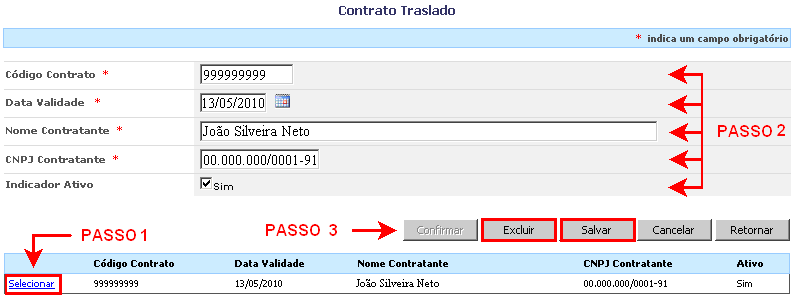 Contrato Traslado
* indica um campo obrigatório
Código Contrato * 999999999
Data Validade * 13/05/2010
Nome Contratante * João Silveira Neto PASSO 2
CNPJ Contratante * 00.000.000/0001-91
Indicador Ativo Sim
PASSO 1 PASSO 3 Confirmar Excluir Salvar Cancelar Retornar
Código Contrato Data Validade Nome Contratante CNPJ Contratante Ativo
Selecionar 999999999 13/05/2010 João Silveira Neto 00.000.000/0001-91 Sim